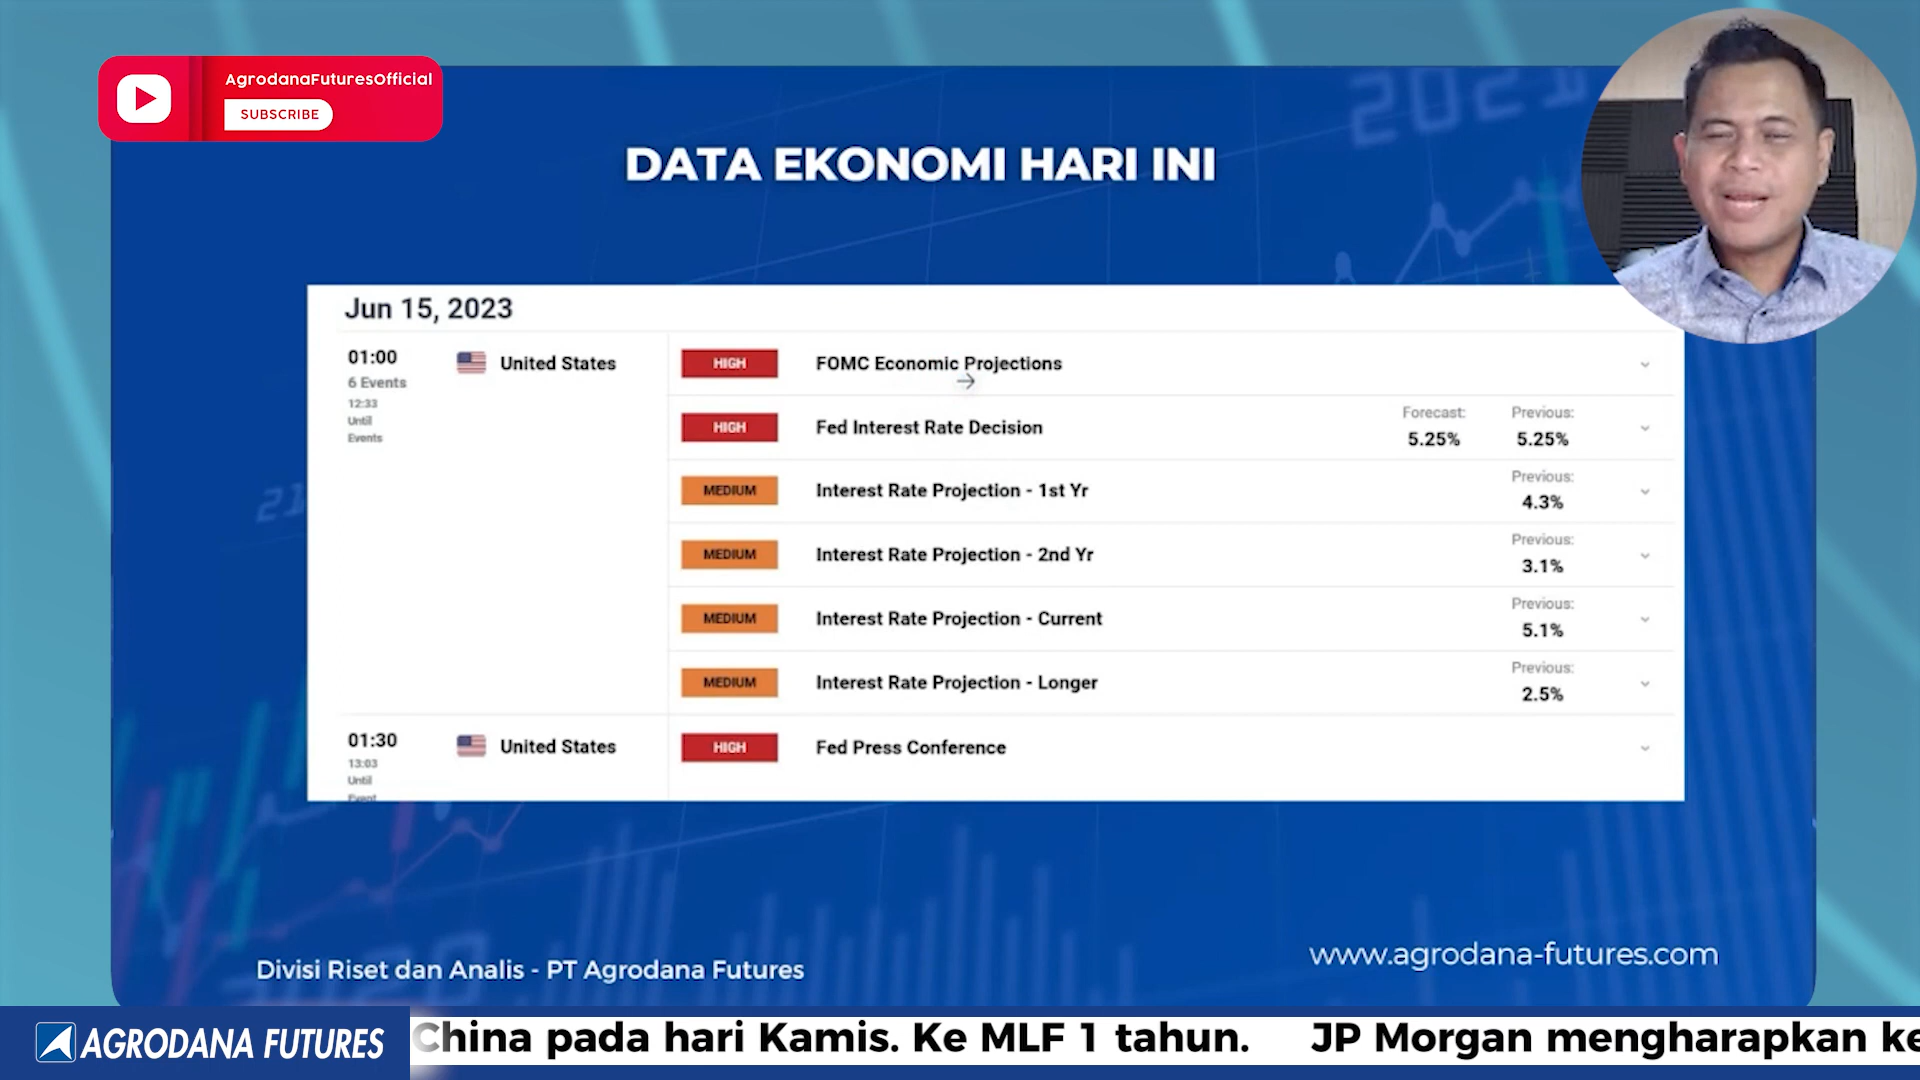 AgrodanaFuturesOfficial
SUBSCRIBE
2021
DATA EKONOMI HARI INI
Jun 15, 2023
01:00
6 Events
12:33
Until
Events
United States
HIGH
FOMC Economic Projections
HIGH
Fed Interest Rate Decision
Forecast:
5.25%
Previous:
5.25%
MEDIUM
Interest Rate Projection - 1st Yr
Previous:
4.3%
MEDIUM
Interest Rate Projection - 2nd Yr
Previous:
3.1%
MEDIUM
Interest Rate Projection - Current
Previous:
5.1%
MEDIUM
Interest Rate Projection - Longer
Previous:
2.5%
01:30
13:03
Until
Event
United States
HIGH
Fed Press Conference
Divisi Riset dan Analis - PT Agrodana Futures
www.agrodana-futures.com
AGRODANA FUTURES
China pada hari Kamis. Ke MLF 1 tahun. JP Morgan mengharapkan ke